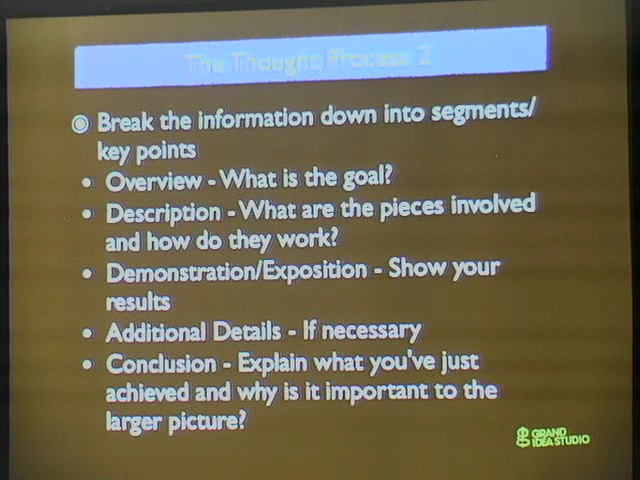 The Thought Process 2
Break the information down into segments/
key points
• Overview - What is the goal?
• Description - What are the pieces involved
and how do they work?
• Demonstration/Exposition - Show your
results
• Additional Details - If necessary
• Conclusion - Explain what you've just
achieved and why is it important to the
larger picture?
GRAND
IDEA STUDIO